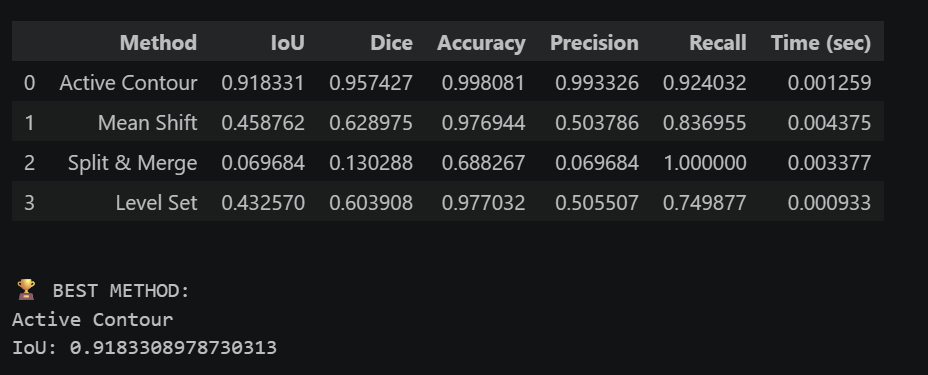 Method IoU Dice Accuracy Precision Recall Time (sec)
0 Active Contour 0.918331 0.957427 0.998081 0.993326 0.924032 0.001259
1 Mean Shift 0.458762 0.628975 0.976944 0.503786 0.836955 0.004375
2 Split & Merge 0.069684 0.130288 0.688267 0.069684 1.000000 0.003377
3 Level Set 0.432570 0.603908 0.977032 0.505507 0.749877 0.000933
🏆 BEST METHOD:
Active Contour
IoU: 0.9183308978730313